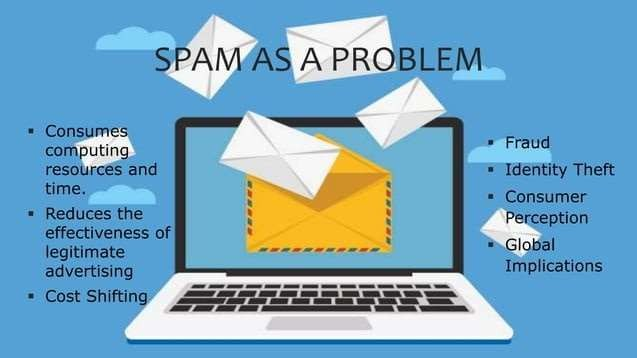 SPAM AS A PROBLEM
▪ Consumes
computing
resources and
time.
▪ Reduces the
effectiveness of
legitimate
advertising
▪ Cost Shifting
▪ Fraud
▪ Identity Theft
▪ Consumer
Perception
▪ Global
Implications